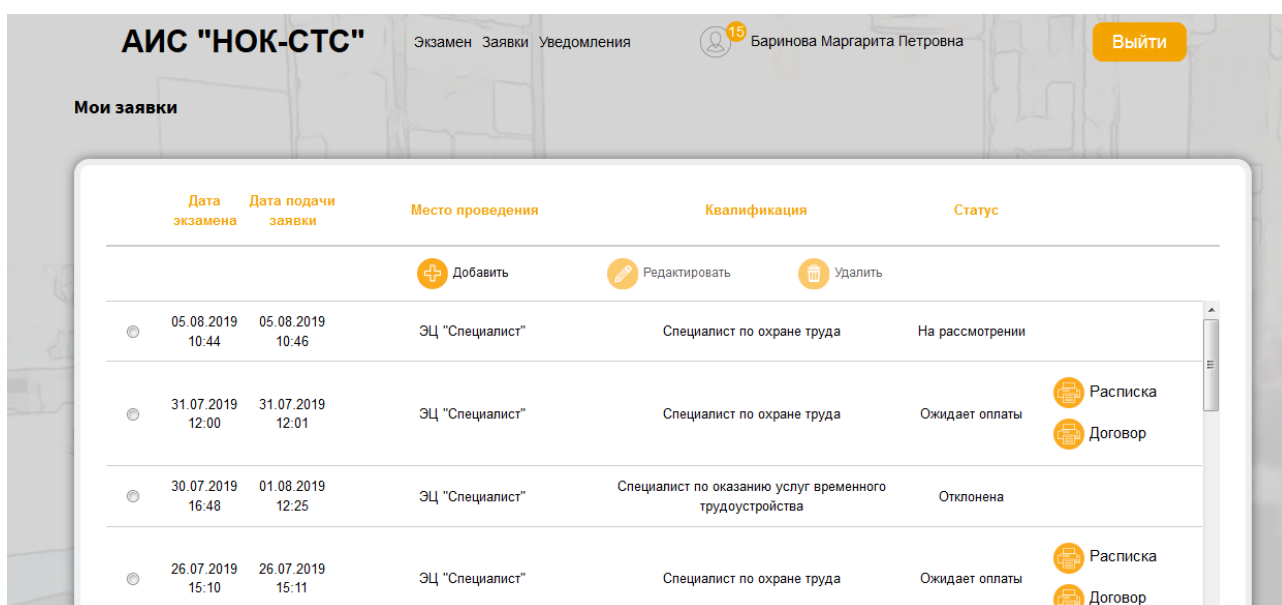 АИС "НОК-СТС" Экзамен Заявки Уведомления 15 Баринова Маргарита Петровна Выйти
Мои заявки
Дата экзамена Дата подачи заявки Место проведения Квалификация Статус
Добавить Редактировать Удалить
05.08.2019 05.08.2019 ЭЦ "Специалист" Специалист по охране труда На рассмотрении
10:44 10:46
31.07.2019 31.07.2019 ЭЦ "Специалист" Специалист по охране труда Ожидает оплаты Расписка
12:00 12:01 Договор
30.07.2019 01.08.2019 ЭЦ "Специалист" Специалист по оказанию услуг временного Отклонена
16:48 12:25 трудоустройства
26.07.2019 26.07.2019 ЭЦ "Специалист" Специалист по охране труда Ожидает оплаты Расписка
15:10 15:11 Договор